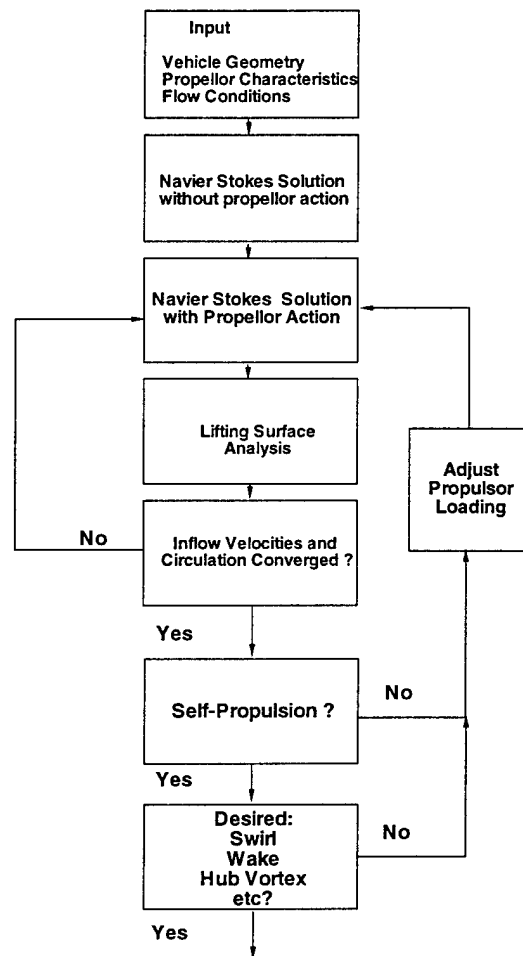 Input
Vehicle Geometry
Propellor Characteristics
Flow Conditions
Navier Stokes Solution
without propellor action
Navier Stokes Solution
with Propellor Action
Lifting Surface
Analysis
Adjust
Propulsor
Loading
No
Inflow Velocities and
Circulation Converged ?
Yes
Self-Propulsion ?
No
Yes
Desired:
Swirl
Wake
Hub Vortex
etc?
No
Yes